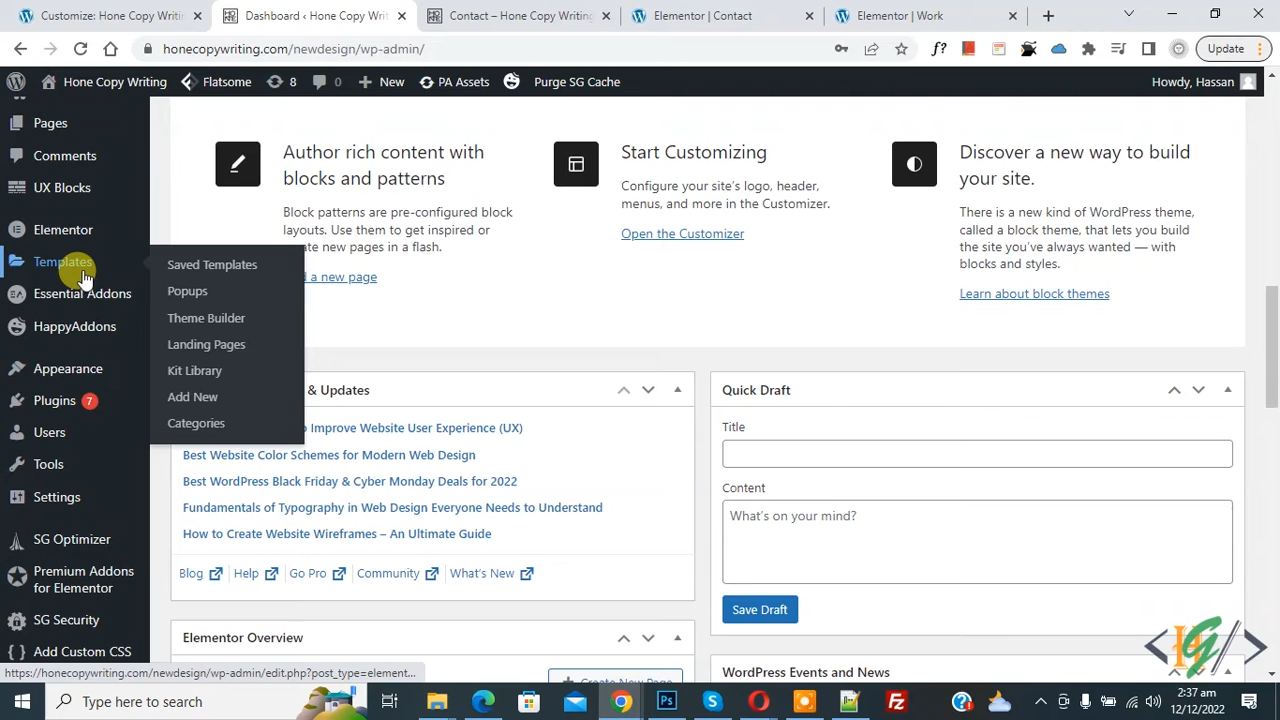 Customize: Home Copy Writin
Dashboard ‹ Hone Copy Writ
Contact – Hone Copy Writing
Elementor | Contact
Elementor | Work
honecopywriting.com/newdesign/wp-admin/
f?
Update
Hone Copy Writing
Flatsome
8
0
New
PA Assets
Purge SG Cache
Howdy, Hassan
Pages
Comments
UX Blocks
Elementor
Templates
Essential Addons
HappyAddons
Appearance
Plugins 7
Users
Tools
Settings
SG Optimizer
Premium Addons
for Elementor
SG Security
Add Custom CSS
Saved Templates
Popups
Theme Builder
Landing Pages
Kit Library
Add New
Categories
Author rich content with
blocks and patterns
Block patterns are pre-configured block
layouts. Use them to get inspired or
ate new pages in a flash.
d a new page
Start Customizing
Configure your site's logo, header,
menus, and more in the Customizer.
Open the Customizer
Discover a new way to build
your site.
There is a new kind of WordPress theme,
called a block theme, that lets you build
the site you've always wanted — with
blocks and styles.
Learn about block themes
& Updates
o Improve Website User Experience (UX)
Best Website Color Schemes for Modern Web Design
Best WordPress Black Friday & Cyber Monday Deals for 2022
Fundamentals of Typography in Web Design Everyone Needs to Understand
How to Create Website Wireframes – An Ultimate Guide
Blog
Help
Go Pro
Community
What's New
Elementor Overview
Create New Page
Quick Draft
Title
Content
What's on your mind?
Save Draft
WordPress Events and News
https://honecopywriting.com/newdesign/wp-admin/edit.php?post_type=element...
Type here to search
2:37 am
12/12/2022